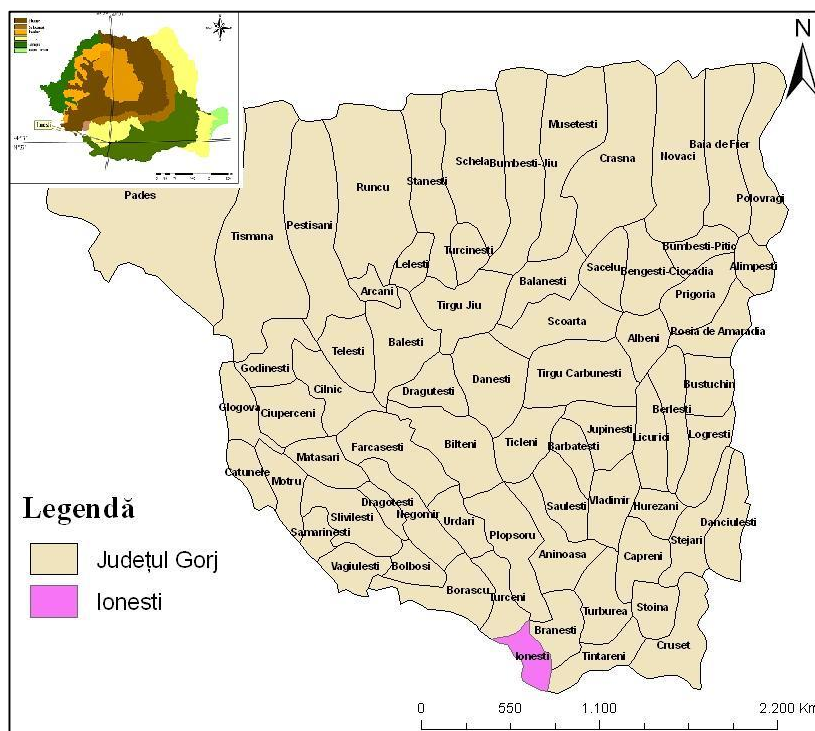 N
Musetesti
Schela
Bumbesti-Jiu
Crasna
Novaci
Baia de Fier
Stanesti
Runcu
Pades
Polovragi
Pestisani
Tismana
Turcinesti
Bumbesti-Pitic
Lelesti
Sacelu
Bengesti-Ciocadia
Alimpesti
Balanesti
Arcani
Prigoria
Tirgu Jiu
Scoarta
Rosia de Amaradia
Albeni
Balesti
Telesti
Godinesti
Danesti
Tirgu Carbunesti
Bustuchin
Cilnic
Dragutesti
Glogova
Ciuperceni
Berlesti
Jupinesti
Licurici
Logresti
Farcasesti
Bilteni
Ticleni
Barbatesti
Matasari
Catunele
Motru
Dragotesti
Saulesti
Vladimir
Hurezani
Slivilesti
Negomir
Urdari
Danciulesti
Samarinesti
Plopsoru
Stejari
Aninoasa
Capreni
Vagiulesti
Bolbosi
Borascu
Turceni
Turburea
Stoina
Branesti
Cruset
Ionesti
Tintareni
Legendă
Județul Gorj
Ionesti
0 550 1.100 2.200 Km